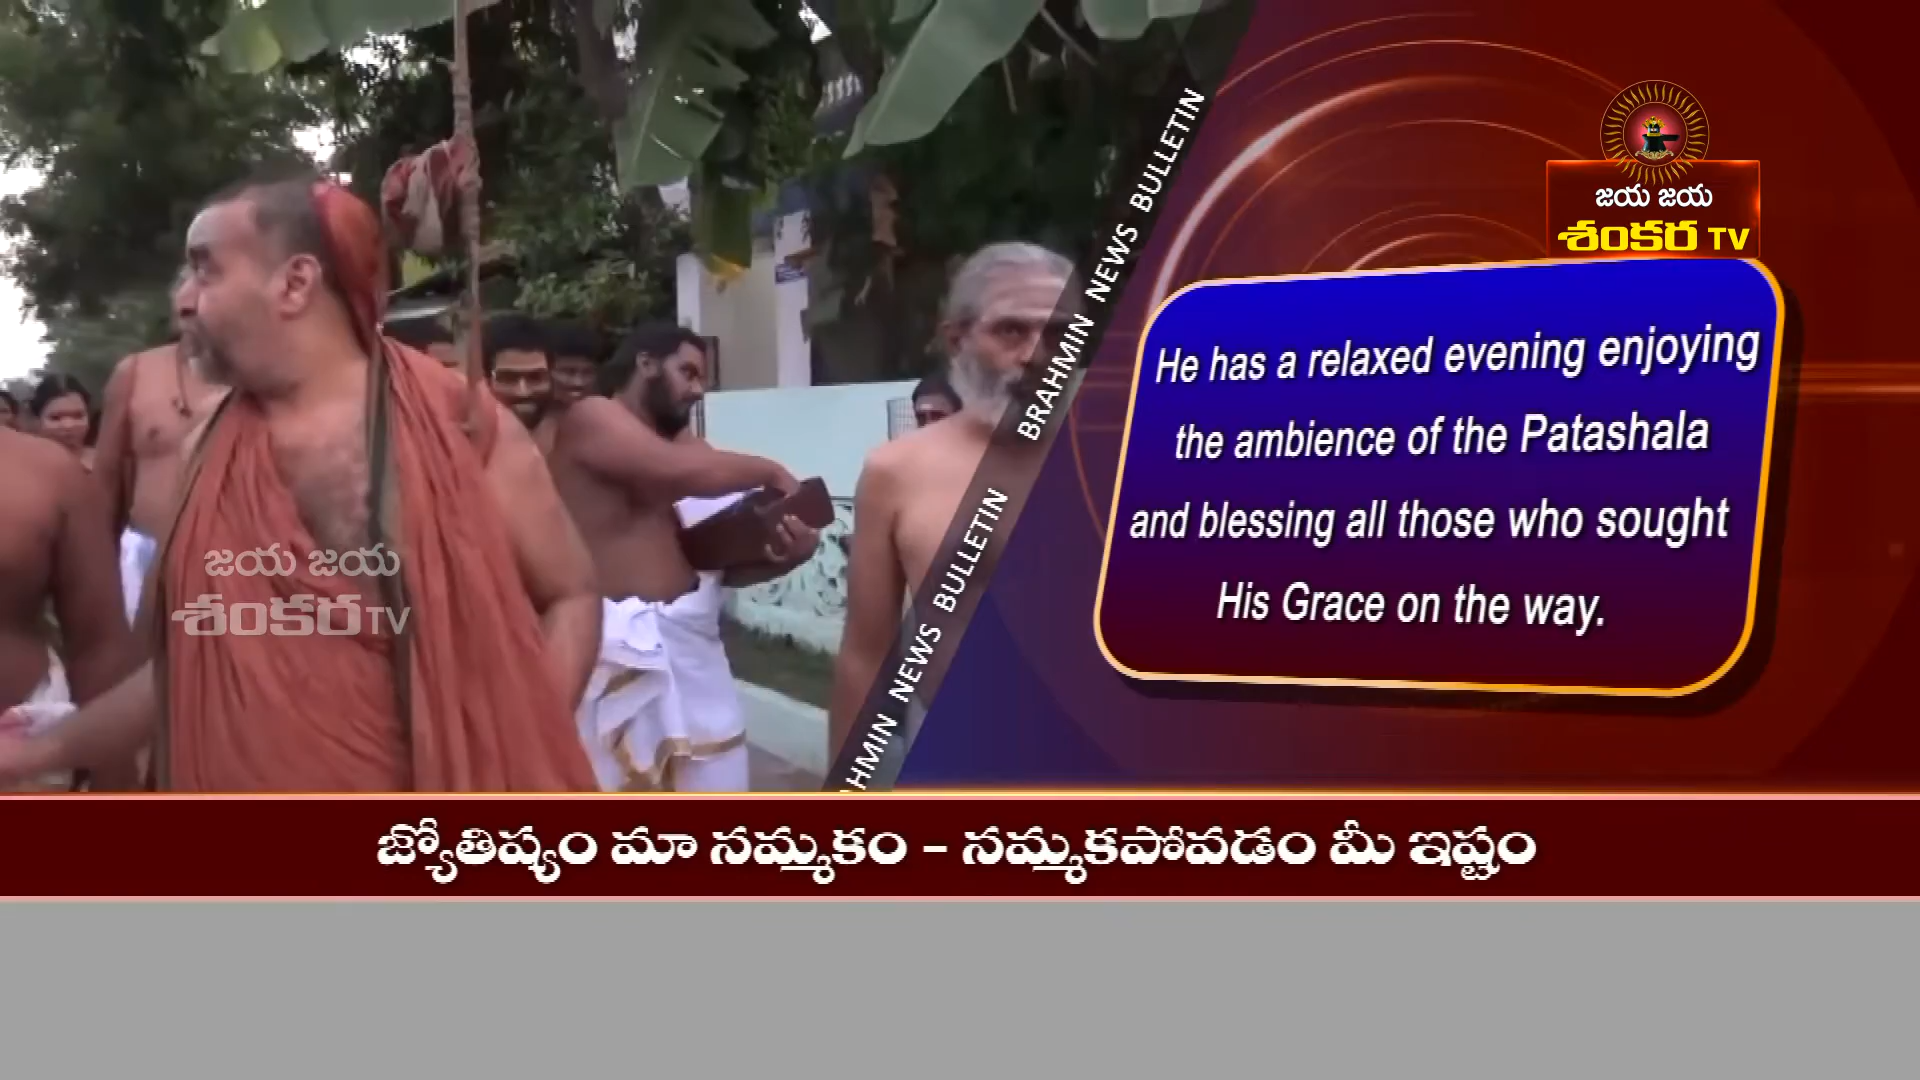 జయ జయ
శంకర TV
He has a relaxed evening enjoying
the ambience of the Patashala
and blessing all those who sought
His Grace on the way.
BRAHMIN NEWS BULLETIN
HMIN NEWS BULLETIN
జయ జయ
శంకర TV
జ్యోతిష్యం మా నమ్మకం - నమ్మకపోవడం మీ ఇష్టం